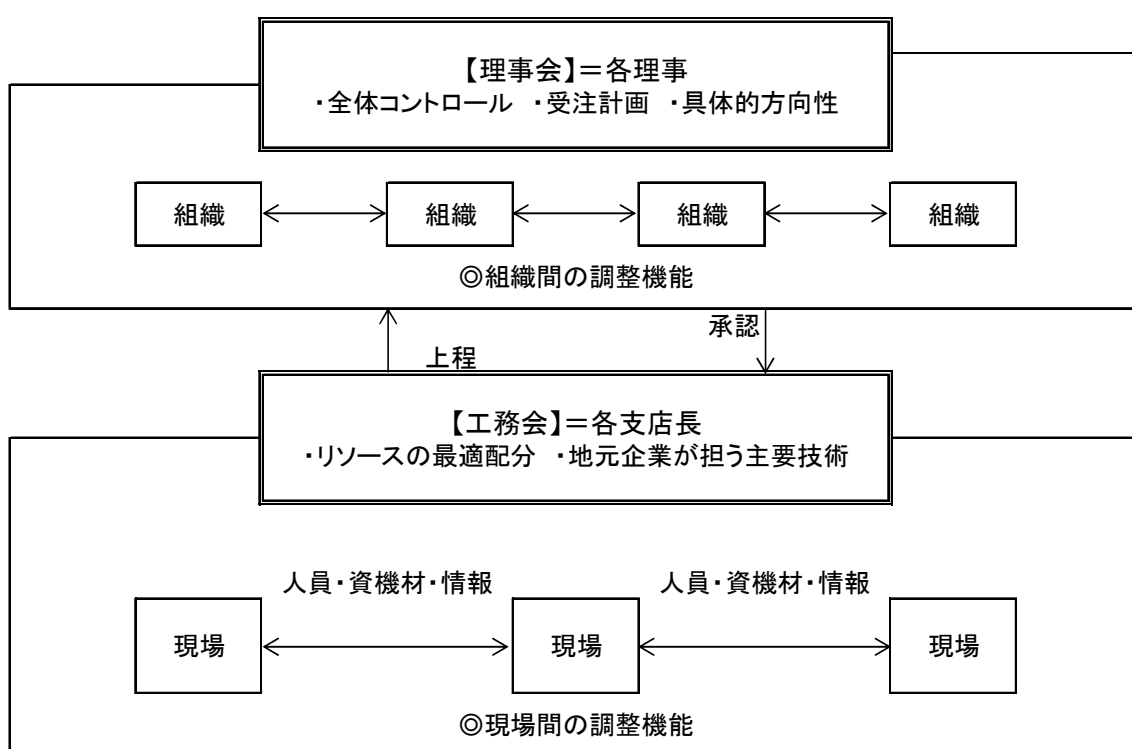 【理事会】＝各理事
・全体コントロール ・受注計画 ・具体的方向性
組織
組織
組織
組織
◎組織間の調整機能
承認
上程
【工務会】＝各支店長
・リソースの最適配分 ・地元企業が担う主要技術
人員・資機材・情報
人員・資機材・情報
現場
現場
現場
◎現場間の調整機能